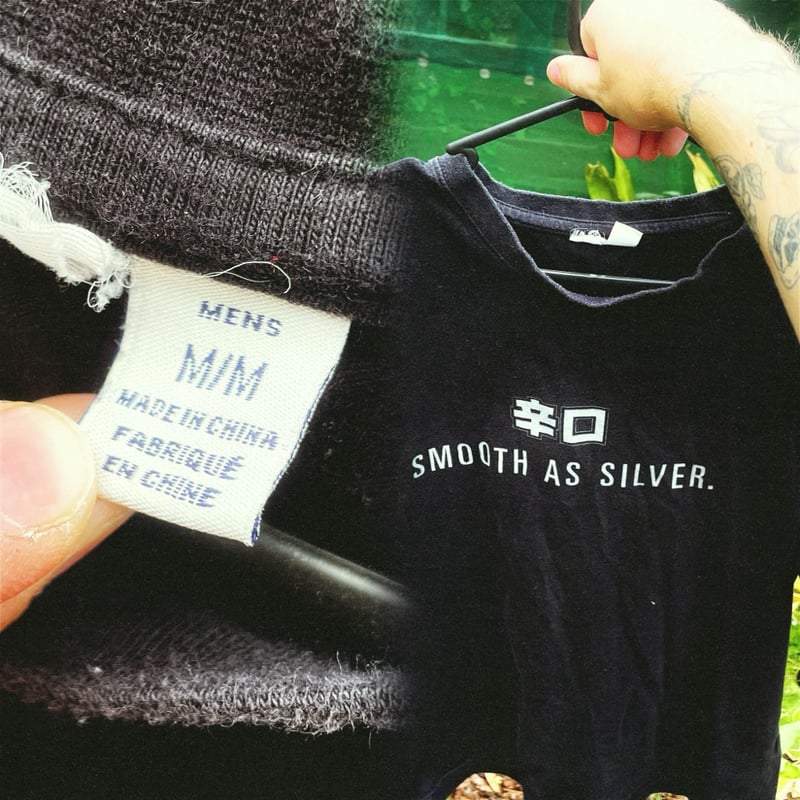 MENS
M/M
MADE IN CHINA
FABRIQUÉ
EN CHINE
辛口
SMOOTH AS SILVER.